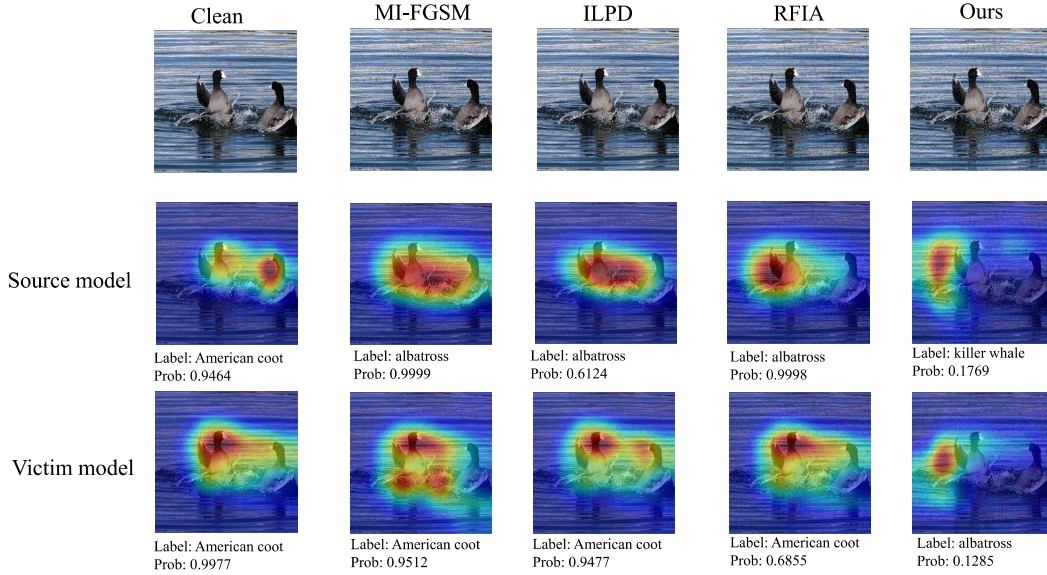 Clean MI-FGSM ILPD RFIA Ours
Source model
Label: American coot Label: albatross Label: albatross Label: albatross Label: killer whale
Prob: 0.9464 Prob: 0.9999 Prob: 0.6124 Prob: 0.9998 Prob: 0.1769
Victim model
Label: American coot Label: American coot Label: American coot Label: American coot Label: albatross
Prob: 0.9977 Prob: 0.9512 Prob: 0.9477 Prob: 0.6855 Prob: 0.1285